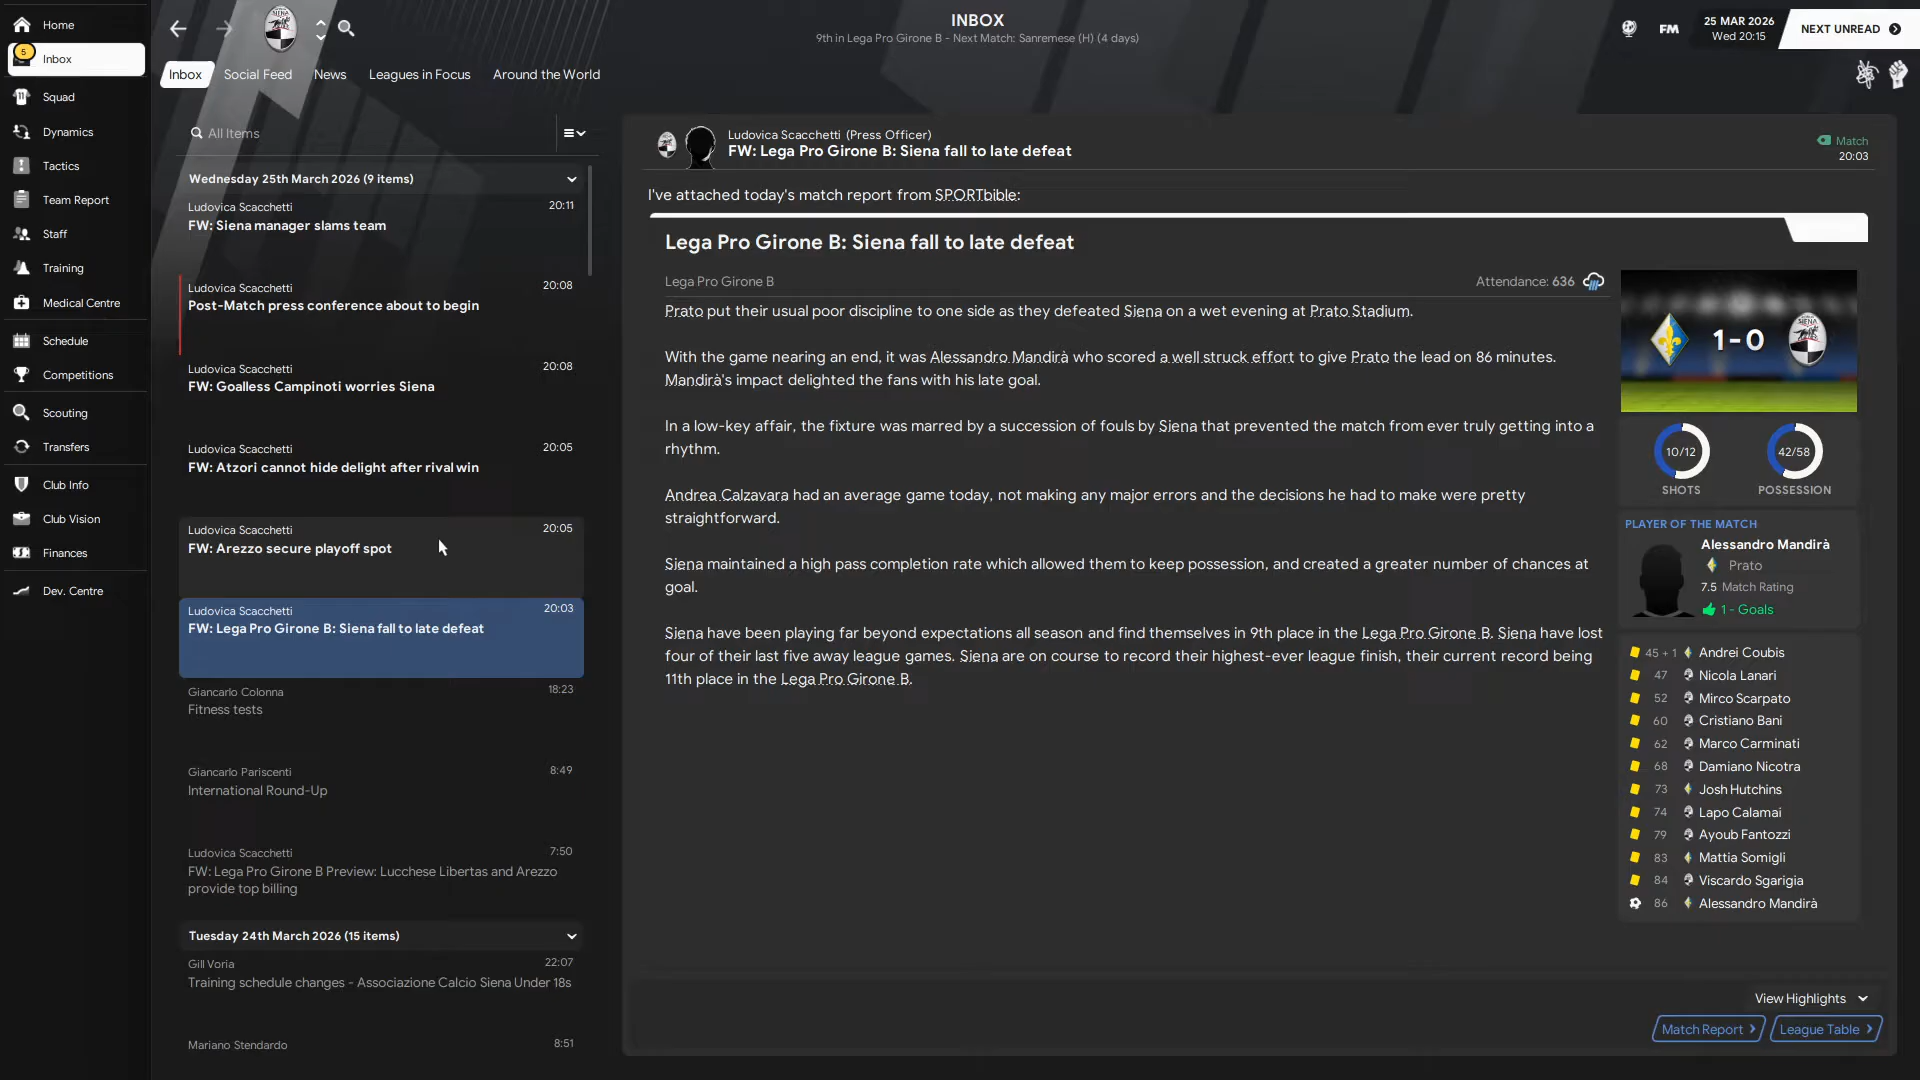 Home
Inbox
5
Squad
Dynamics
Tactics
Team Report
Staff
Training
Medical Centre
Schedule
Competitions
Scouting
Transfers
Club Info
Club Vision
Finances
Dev. Centre
INBOX
9th in Lega Pro Girone B - Next Match: Sanremese (H) (4 days)
FM
25 MAR 2026
Wed 20:15
NEXT UNREAD
Inbox
Social Feed
News
Leagues in Focus
Around the World
All Items
Wednesday 25th March 2026 (9 items)
Ludovica Scacchetti 20:11
FW: Siena manager slams team
Ludovica Scacchetti 20:08
Post-Match press conference about to begin
Ludovica Scacchetti 20:08
FW: Goalless Campinoti worries Siena
Ludovica Scacchetti 20:05
FW: Atzori cannot hide delight after rival win
Ludovica Scacchetti 20:05
FW: Arezzo secure playoff spot
Ludovica Scacchetti 20:03
FW: Lega Pro Girone B: Siena fall to late defeat
Giancarlo Colonna 18:23
Fitness tests
Giancarlo Pariscenti 8:49
International Round-Up
Ludovica Scacchetti 7:50
FW: Lega Pro Girone B Preview: Lucchese Libertas and Arezzo
provide top billing
Tuesday 24th March 2026 (15 items)
Gill Voria 22:07
Training schedule changes - Associazione Calcio Siena Under 18s
Mariano Stendardo 8:51
Ludovica Scacchetti (Press Officer)
FW: Lega Pro Girone B: Siena fall to late defeat
Match
20:03
I've attached today's match report from SPORTbible:
Lega Pro Girone B: Siena fall to late defeat
Lega Pro Girone B
Attendance: 636
Prato put their usual poor discipline to one side as they defeated Siena on a wet evening at Prato Stadium.
With the game nearing an end, it was Alessandro Mandirà who scored a well struck effort to give Prato the lead on 86 minutes.
Mandirà's impact delighted the fans with his late goal.
In a low-key affair, the fixture was marred by a succession of fouls by Siena that prevented the match from ever truly getting into a
rhythm.
Andrea Calzavara had an average game today, not making any major errors and the decisions he had to make were pretty
straightforward.
Siena maintained a high pass completion rate which allowed them to keep possession, and created a greater number of chances at
goal.
Siena have been playing far beyond expectations all season and find themselves in 9th place in the Lega Pro Girone B. Siena have lost
four of their last five away league games. Siena are on course to record their highest-ever league finish, their current record being
11th place in the Lega Pro Girone B.
1-0
SIENA
10/12
SHOTS
42/58
POSSESSION
PLAYER OF THE MATCH
Alessandro Mandirà
Prato
7.5 Match Rating
1 - Goals
45 + 1 Andrei Coubis
47 Nicola Lanari
52 Mirco Scarpato
60 Cristiano Bani
62 Marco Carminati
68 Damiano Nicotra
73 Josh Hutchins
74 Lapo Calamai
79 Ayoub Fantozzi
83 Mattia Somigli
84 Viscardo Sgarigia
86 Alessandro Mandirà
View Highlights
Match Report
League Table